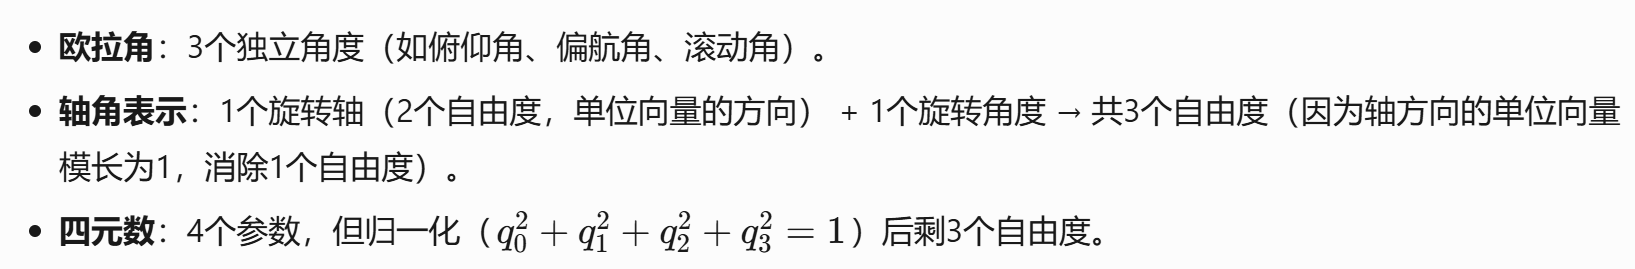 • 欧拉角：3个独立角度（如俯仰角、偏航角、滚动角）。
• 轴角表示：1个旋转轴（2个自由度，单位向量的方向） + 1个旋转角度 → 共3个自由度（因为轴方向的单位向量
模长为1，消除1个自由度）。
• 四元数：4个参数，但归一化（$q_0^2 + q_1^2 + q_2^2 + q_3^2 = 1$）后剩3个自由度。